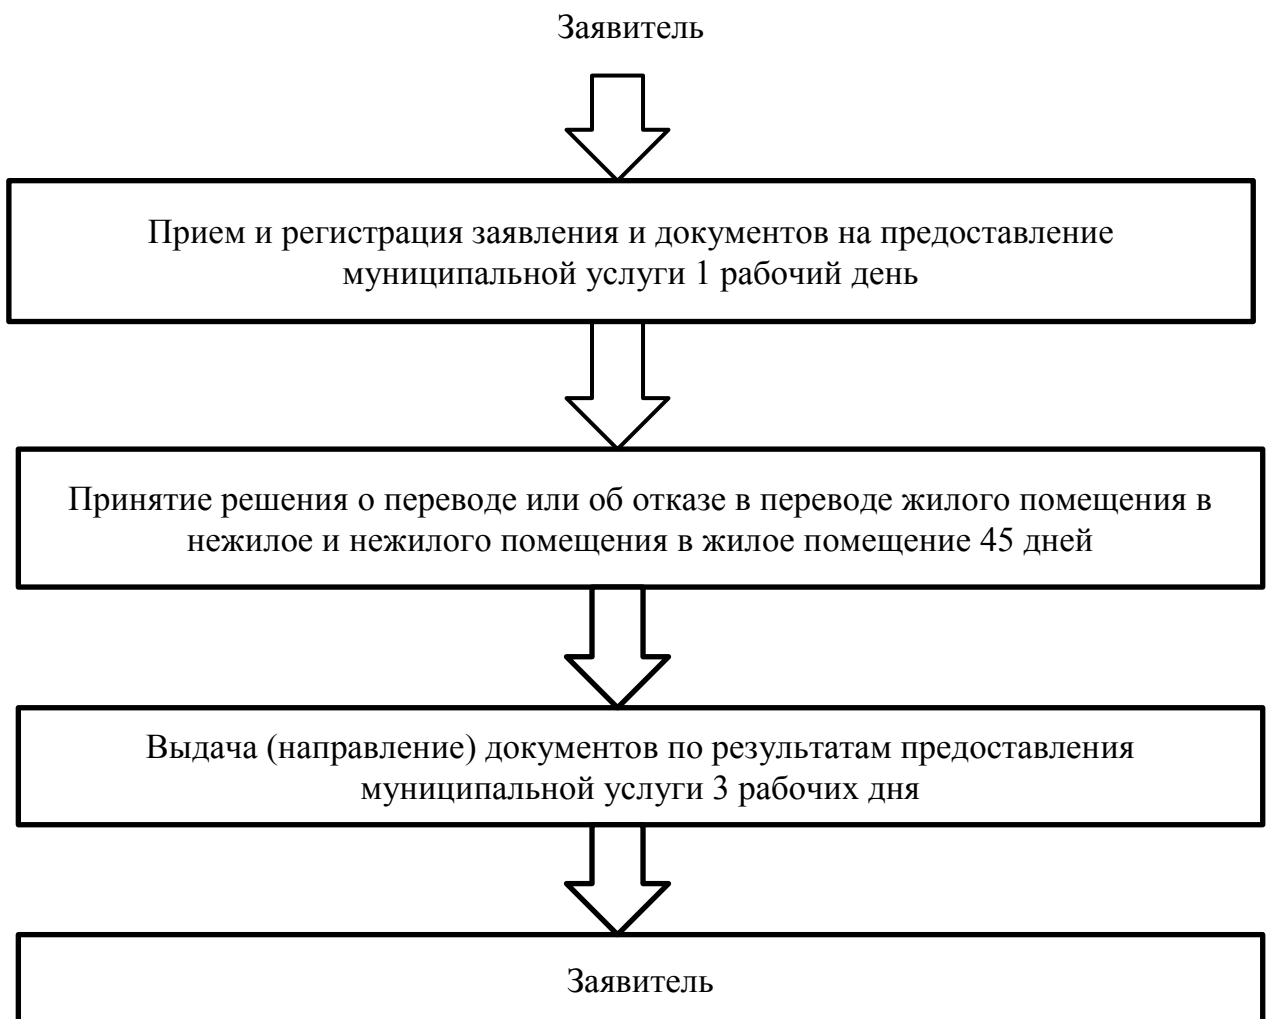 Заявитель
Прием и регистрация заявления и документов на предоставление
муниципальной услуги 1 рабочий день
Принятие решения о переводе или об отказе в переводе жилого помещения в
нежилое и нежилого помещения в жилое помещение 45 дней
Выдача (направление) документов по результатам предоставления
муниципальной услуги 3 рабочих дня
Заявитель